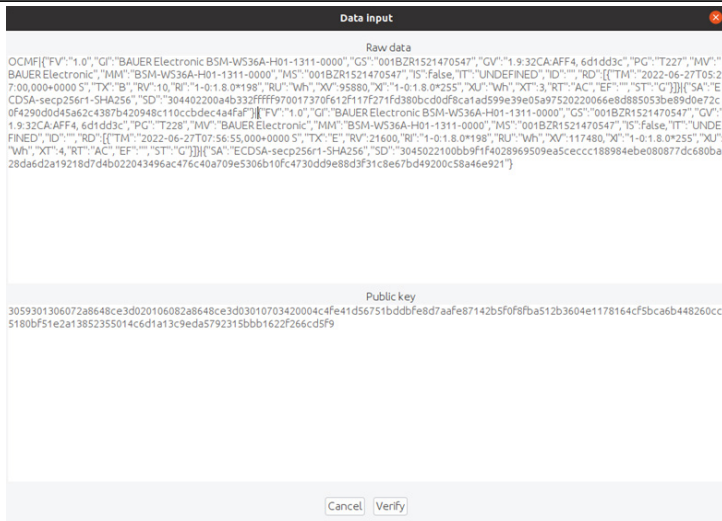 Data input
Raw data
OCMF|{"FV":"1.0","GI":"BAUER Electronic BSM-WS36A-H01-1311-0000","GS":"001BZR1521470547","GV":"1.9:32CA:AFF4, 6d1dd3c","PG":"T227","MV":"
BAUER Electronic","MM":"BSM-WS36A-H01-1311-0000","MS":"001BZR1521470547","IS":false,"IT":"UNDEFINED","ID":"","RD":[{"TM":"2022-06-27T05:2
7:00,000+0000 S","TX":"B","RV":10,"RI":"1-0:1.8.0*198","RU":"Wh","XV":95880,"XI":"1-0:1.8.0*255","XU":"Wh","XT":3,"RT":"AC","EF":"","ST":"G"}]}|{"SA":"E
CDSA-secp256r1-SHA256","SD":"304402200a4b332fffff970017370f612f117f271fd380bcd0df8ca1ad599e39e05a97520220066e8d885053be89d0e72c
0f4290d0d45a62c4387b420948c110ccbdec4a4faF"}|{"FV":"1.0","GI":"BAUER Electronic BSM-WS36A-H01-1311-0000","GS":"001BZR1521470547","GV":"
1.9:32CA:AFF4, 6d1dd3c","PG":"T228","MV":"BAUER Electronic","MM":"BSM-WS36A-H01-1311-0000","MS":"001BZR1521470547","IS":false,"IT":"UNDE
FINED","ID":"","RD":[{"TM":"2022-06-27T07:56:55,000+0000 S","TX":"E","RV":21600,"RI":"1-0:1.8.0*198","RU":"Wh","XV":117480,"XI":"1-0:1.8.0*255","XU":
"Wh","XT":4,"RT":"AC","EF":"","ST":"G"}]}|{"SA":"ECDSA-secp256r1-SHA256","SD":"3045022100bb9f1f4028969509ea5ceccc188984ebe080877dc680ba
28da6d2a19218d7d4b022043496ac476c40a709e5306b10fc4730dd9e88d3f31c8e67bd49200c58a46e921"}
Public key
3059301306072a8648ce3d020106082a8648ce3d03010703420004c4fe41d56751bddbfe8d7aafe87142b5f0f8fba512b3604e1178164cf5bca6b448260cc
5180bf51e2a13852355014c6d1a13c9eda5792315bbb1622f266cd5f9
Cancel
Verify